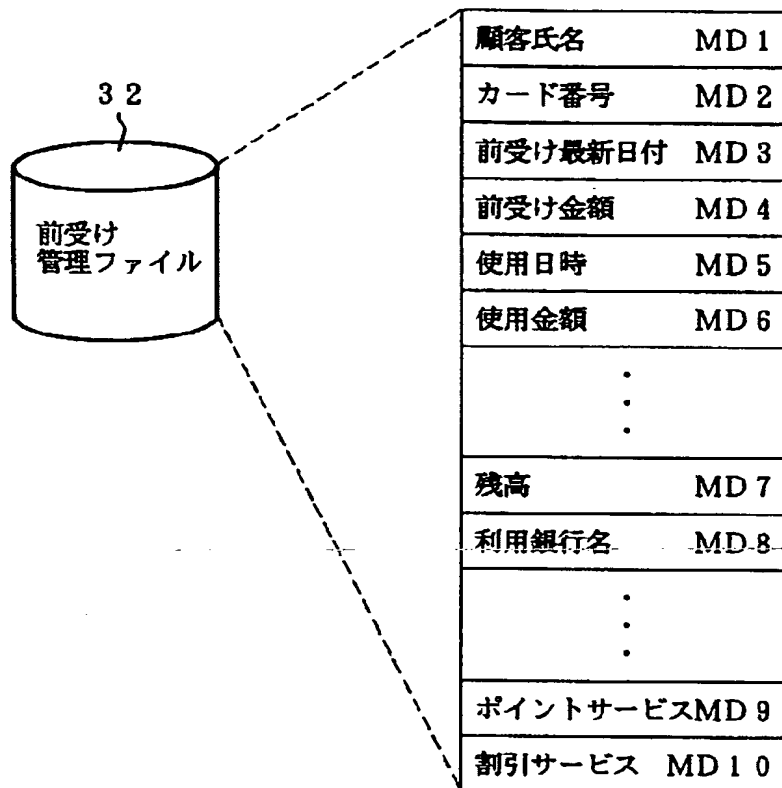 32
前受け
管理ファイル
顧客氏名 MD1
カード番号 MD2
前受け最新日付 MD3
前受け金額 MD4
使用日時 MD5
使用金額 MD6
残高 MD7
利用銀行名 MD8
ポイントサービスMD9
割引サービス MD10